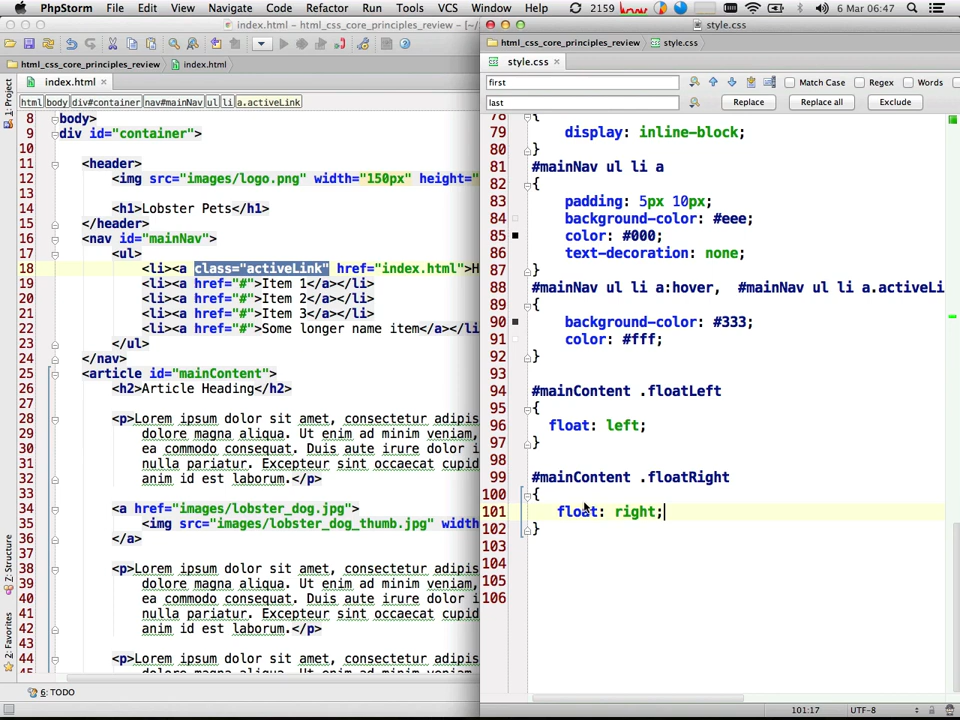 PhpStorm File Edit View Navigate Code Refactor Run Tools VCS Window Help 2159 6 Mar 06:47
index.html - html_css_core_principles_review - [~/
html_css_core_principles_review index.html
index.html
html body div#container nav#mainNav ul li a.activeLink
1: Project
Z: Structure
2: Favorites
8 body>
9 div id="container">
10
11 <header>
12 <img src="images/logo.png" width="150px" height="
13
14 <h1>Lobster Pets</h1>
15 </header>
16 <nav id="mainNav">
17 <ul>
18 <li><a class="activeLink" href="index.html">H
19 <li><a href="#">Item 1</a></li>
20 <li><a href="#">Item 2</a></li>
21 <li><a href="#">Item 3</a></li>
22 <li><a href="#">Some longer name item</a></li
23 </ul>
24 </nav>
25 <article id="mainContent">
26 <h2>Article Heading</h2>
27
28 <p>Lorem ipsum dolor sit amet, consectetur adipis
29 dolore magna aliqua. Ut enim ad minim veniam,
30 ea commodo consequat. Duis aute irure dolor i
31 nulla pariatur. Excepteur sint occaecat cupid
32 anim id est laborum.</p>
33
34 <a href="images/lobster_dog.jpg">
35 <img src="images/lobster_dog_thumb.jpg" width
36 </a>
37
38 <p>Lorem ipsum dolor sit amet, consectetur adipis
39 dolore magna aliqua. Ut enim ad minim veniam,
40 ea commodo consequat. Duis aute irure dolor i
41 nulla pariatur. Excepteur sint occaecat cupid
42 anim id est laborum.</p>
43
44 <p>Lorem ipsum dolor sit amet, consectetur adipis
6: TODO
style.css
html_css_core_principles_review style.css
style.css
first Match Case Regex Words
last Replace Replace all Exclude
78 {
79 display: inline-block;
80 }
81 #mainNav ul li a
82 {
83 padding: 5px 10px;
84 background-color: #eee;
85 color: #000;
86 text-decoration: none;
87 }
88 #mainNav ul li a:hover, #mainNav ul li a.activeLi
89 {
90 background-color: #333;
91 color: #fff;
92 }
93
94 #mainContent .floatLeft
95 {
96 float: left;
97 }
98
99 #mainContent .floatRight
100 {
101 float: right;
102 }
103
104
105
106
101:17 UTF-8